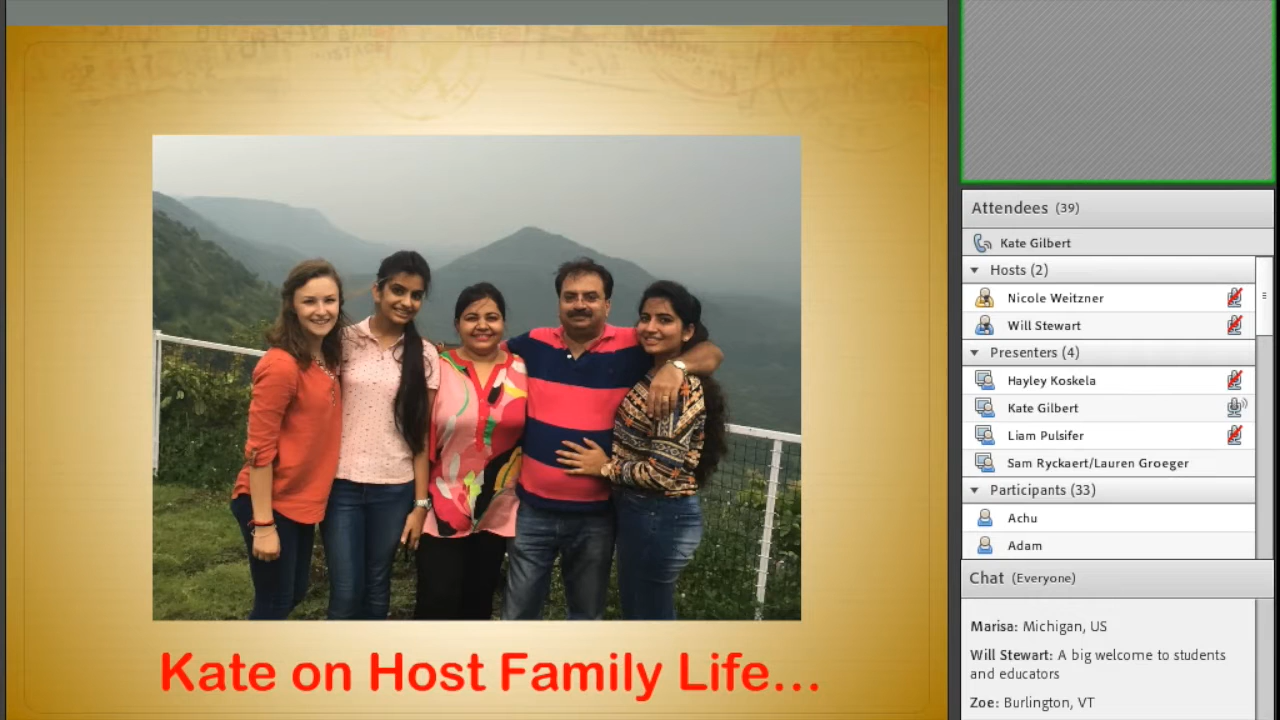 Kate on Host Family Life...
Attendees (39)
Kate Gilbert
Hosts (2)
Nicole Weitzner
Will Stewart
Presenters (4)
Hayley Koskela
Kate Gilbert
Liam Pulsifer
Sam Ryckaert/Lauren Groeger
Participants (33)
Achu
Adam
Chat (Everyone)
Marisa: Michigan, US
Will Stewart: A big welcome to students
and educators
Zoe: Burlington, VT